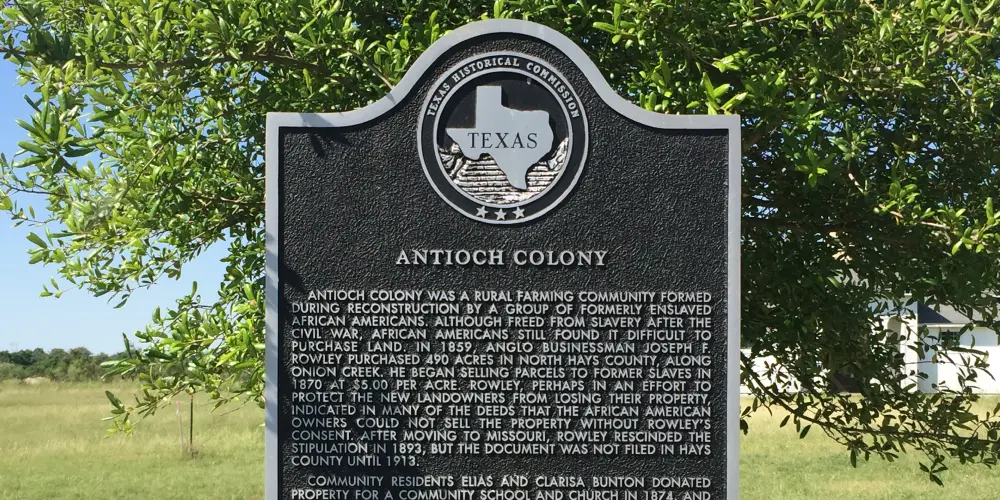 TEXAS HISTORICAL COMMISSION
TEXAS
ANTIOCH COLONY
ANTIOCH COLONY WAS A RURAL FARMING COMMUNITY FORMED
DURING RECONSTRUCTION BY A GROUP OF FORMERLY ENSLAVED
AFRICAN AMERICANS. ALTHOUGH FREED FROM SLAVERY AFTER THE
CIVIL WAR, AFRICAN AMERICANS STILL FOUND IT DIFFICULT TO
PURCHASE LAND. IN 1859, ANGLO BUSINESSMAN JOSEPH F.
ROWLEY PURCHASED 490 ACRES IN NORTH HAYS COUNTY, ALONG
ONION CREEK. HE BEGAN SELLING PARCELS TO FORMER SLAVES IN
1870 AT $5.00 PER ACRE. ROWLEY, PERHAPS IN AN EFFORT TO
PROTECT THE NEW LANDOWNERS FROM LOSING THEIR PROPERTY,
INDICATED IN MANY OF THE DEEDS THAT THE AFRICAN AMERICAN
OWNERS COULD NOT SELL THE PROPERTY WITHOUT ROWLEY'S
CONSENT. AFTER MOVING TO MISSOURI, ROWLEY RESCINDED THE
STIPULATION IN 1893, BUT THE DOCUMENT WAS NOT FILED IN HAYS
COUNTY UNTIL 1913.
COMMUNITY RESIDENTS ELIAS AND CLARISA BUNTON DONATED
PROPERTY FOR A COMMUNITY SCHOOL AND CHURCH IN 1874, AND